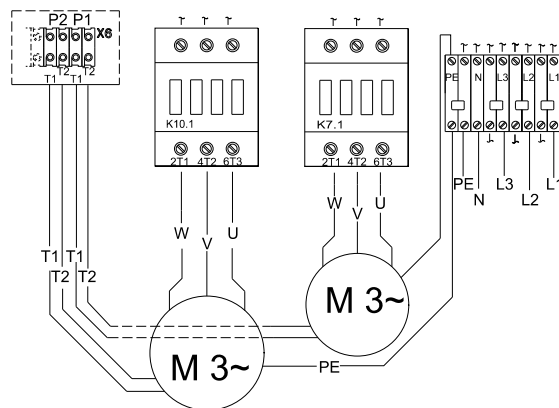 P2 P1
X6
T1 T2 T1 T2
K10.1
2T1 4T2 6T3
K7.1
2T1 4T2 6T3
PE N L3 L2 L1
PE
N
L3
L2
L1
W V U
W V U
T1 T1
T2 T2
M 3~
M 3~
PE